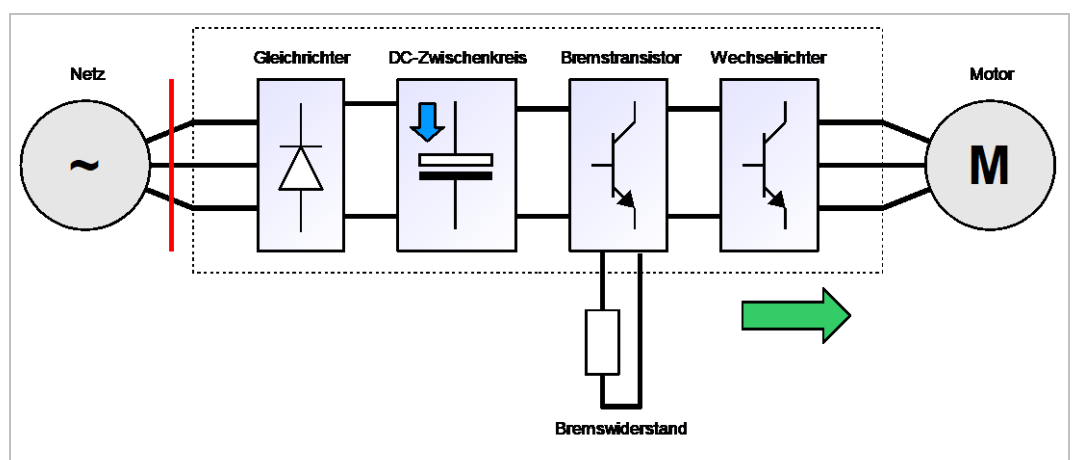 Gleichrichter
DC-Zwischenkreis
Bremstransistor
Wechselrichter
Netz
Motor
~
M
Bremswiderstand